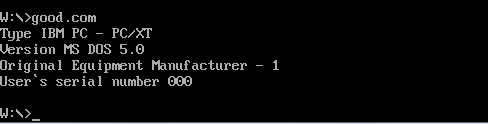 W:\>good.com
Type IBM PC - PC/XT
Version MS DOS 5.0
Original Equipment Manufacturer - 1
User`s serial number 000
W:\>_